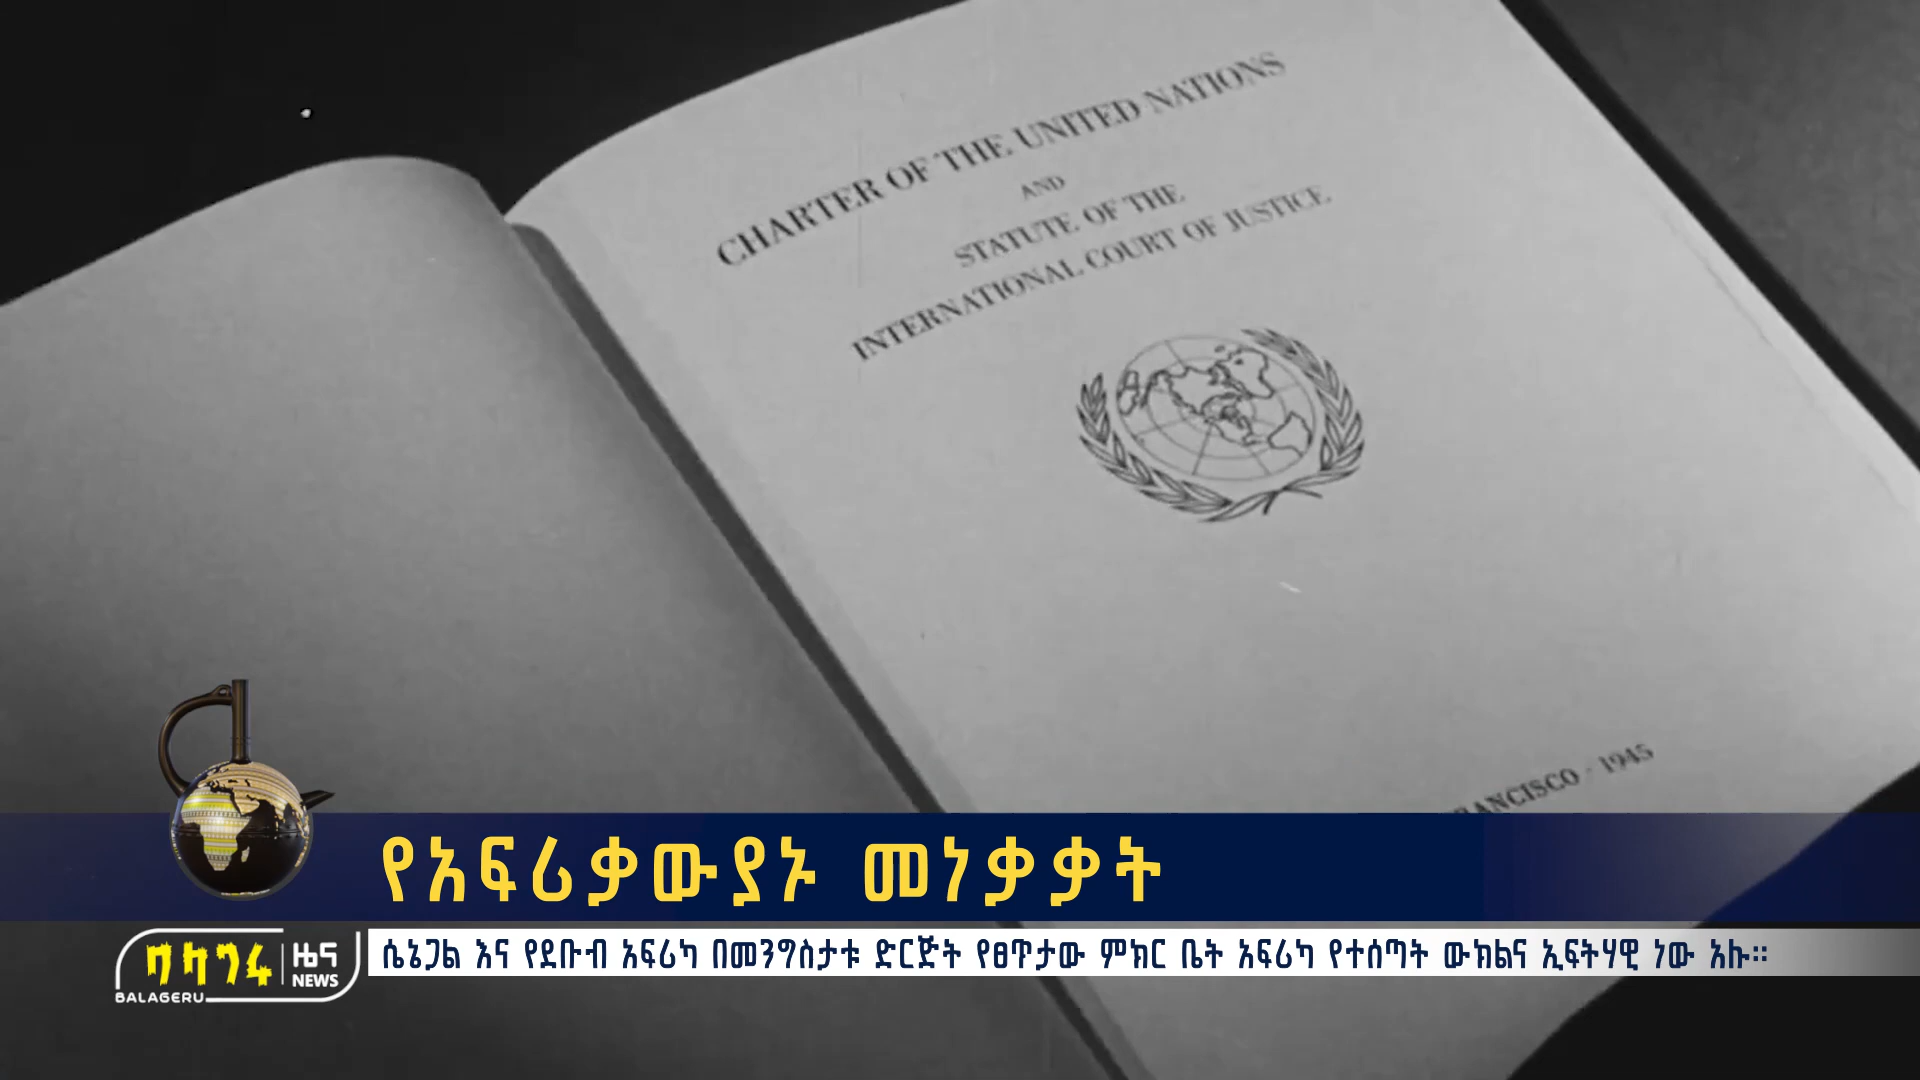 CHARTER OF THE UNITED NATIONS
AND
STATUTE OF THE
INTERNATIONAL COURT OF JUSTICE
FRANCISCO - 1945
የአፍሪቃውያኑ መነቃቃት
ባላገሩ ዜና
BALAGERU NEWS
ሴኔጋል እና የደቡብ አፍሪካ በመንግስታቱ ድርጅት የፀጥታው ምክር ቤት አፍሪካ የተሰጣት ውክልና ኢፍትሃዊ ነው አሉ።